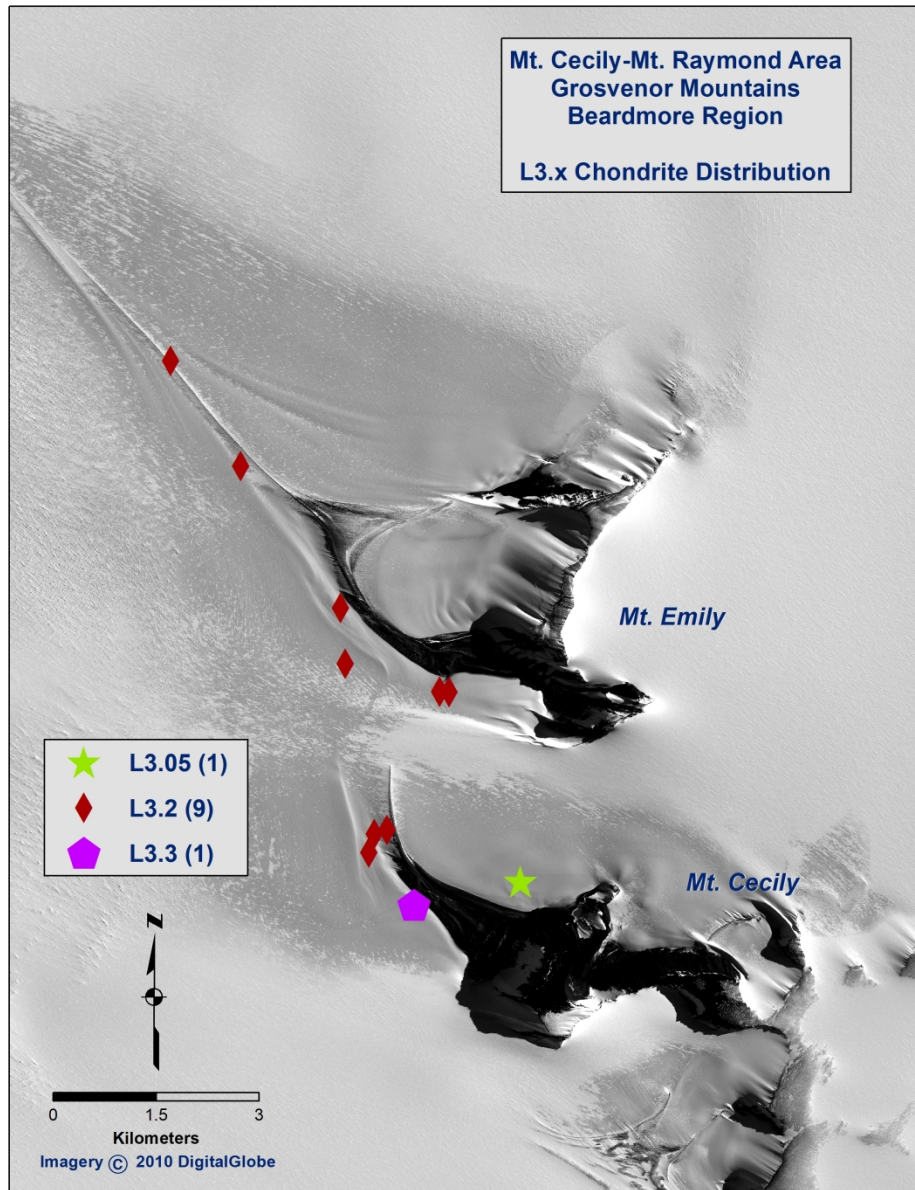 Mt. Cecily-Mt. Raymond Area
Grosvenor Mountains
Beardmore Region
L3.x Chondrite Distribution
Mt. Emily
L3.05 (1)
L3.2 (9)
L3.3 (1)
Mt. Cecily
N
0 1.5 3
Kilometers
Imagery © 2010 DigitalGlobe